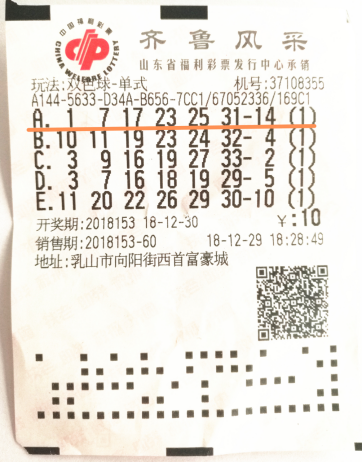 中国福利彩票
CHINA WELFARE LOTTERY
齐鲁风采
山东省福利彩票发行中心承销
玩法:双色球-单式 机号:37108355
A144-5633-D34A-B656-7CC1/67052336/169C1
A. 1 7 17 23 25 31-14 (1)
B.10 11 19 23 24 32- 4 (1)
C. 3 9 16 19 27 33- 2 (1)
D. 3 7 16 18 19 29- 5 (1)
E.11 20 22 26 29 30-10 (1)
开奖期:2018153 18-12-30 ¥:10
销售期:2018153-60 18-12-29 18:28:49
地址:乳山市向阳街西首富豪城